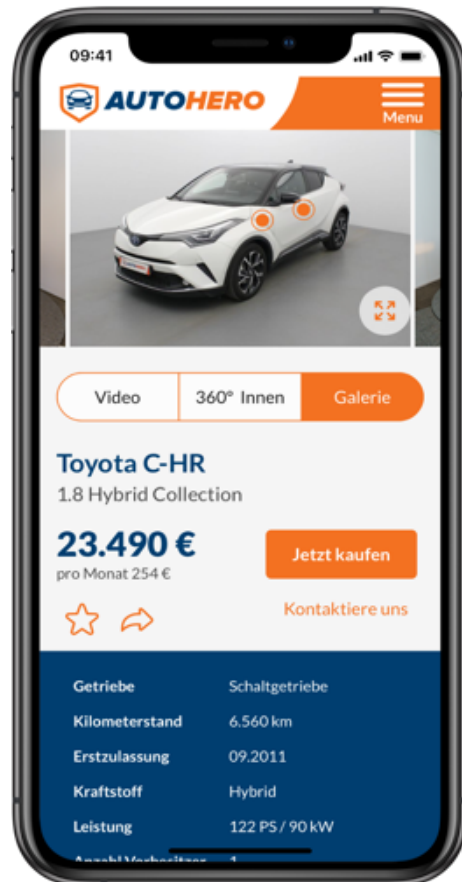 09:41
AUTOHERO
Menu
Video
360° Innen
Galerie
Toyota C-HR
1.8 Hybrid Collection
23.490 €
pro Monat 254 €
Jetzt kaufen
Kontaktiere uns
Getriebe Schaltgetriebe
Kilometerstand 6.560 km
Erstzulassung 09.2011
Kraftstoff Hybrid
Leistung 122 PS / 90 kW
Anzahl Vorbesitzer 1